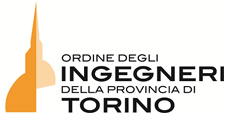 ORDINE DEGLI
INGEGNERI
DELLA PROVINCIA DI
TORINO